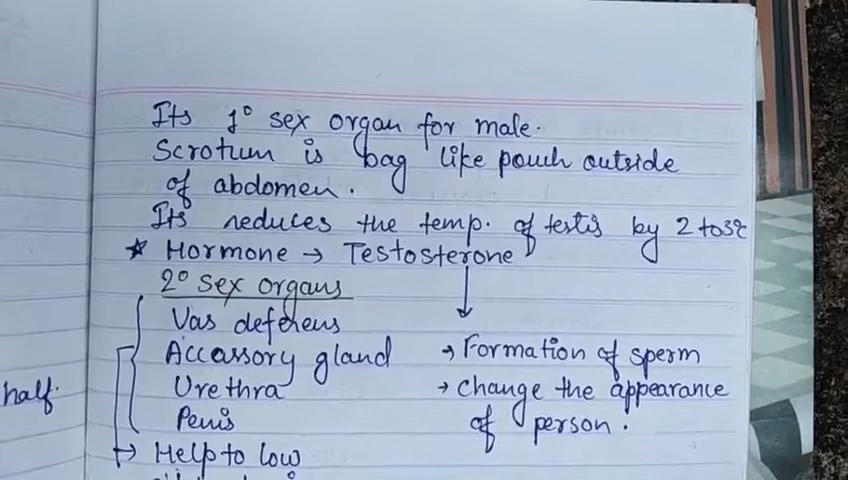 Its 1° sex organ for male.
Scrotum is bag like pouch outside
of abdomen.
Its reduces the temp. of testis by 2 to 3°C
★ Hormone → Testosterone
2° sex organs
Vas deferens
Accassory gland → Formation of sperm
half. Urethra → change the appearance
Penis of person.
→ Help to low